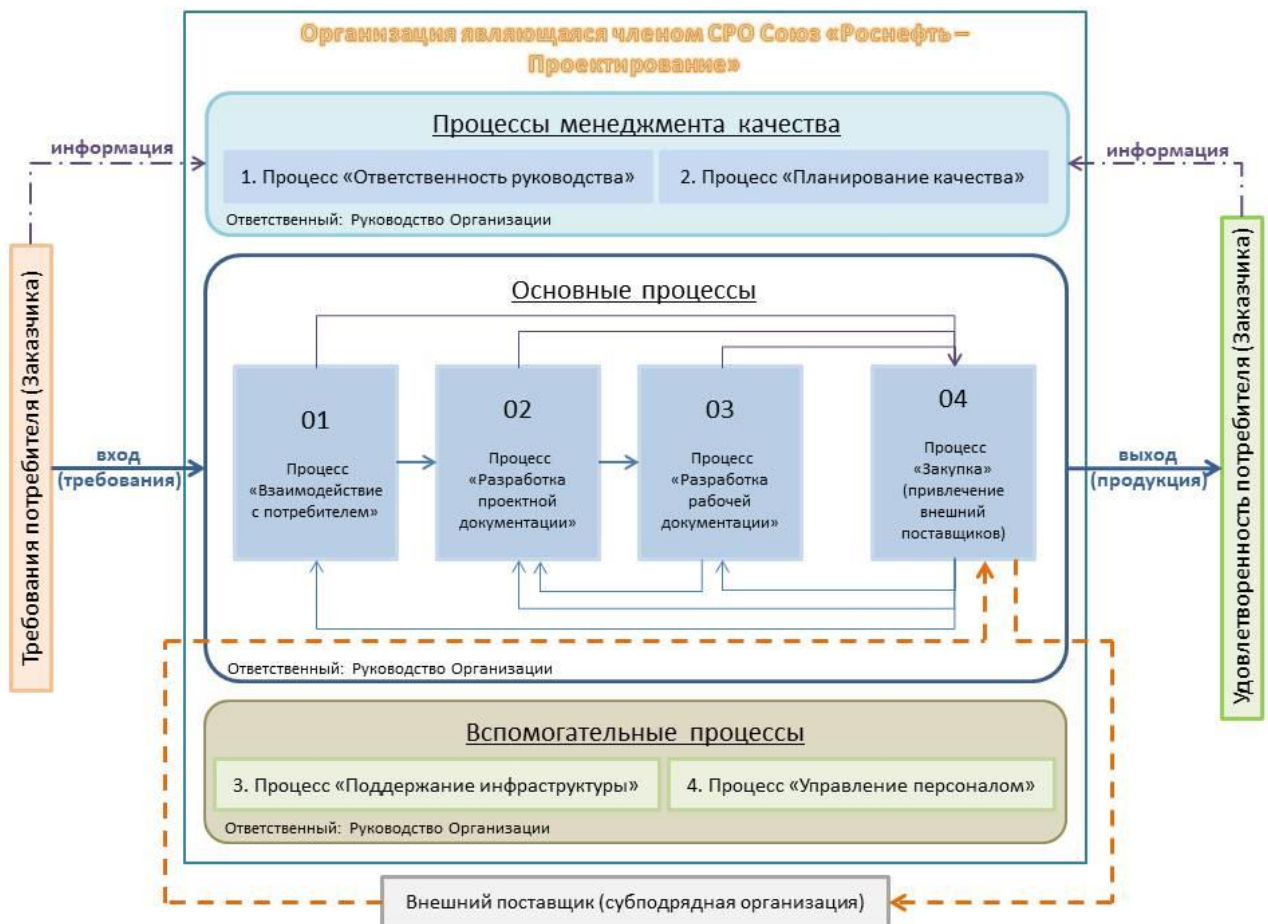 Организация являющаяся членом СРО Союз «Роснефть –
Проектирование»
Процессы менеджмента качества
информация
информация
1. Процесс «Ответственность руководства»
2. Процесс «Планирование качества»
Ответственный: Руководство Организации
Требования потребителя (Заказчика)
Удовлетворенность потребителя (Заказчика)
Основные процессы
01
Процесс
«Взаимодействие
с потребителем»
02
Процесс
«Разработка
проектной
документации»
03
Процесс
«Разработка
рабочей
документации»
04
Процесс
«Закупка»
(привлечение
внешний
поставщиков)
вход
(требования)
выход
(продукция)
Ответственный: Руководство Организации
Вспомогательные процессы
3. Процесс «Поддержание инфраструктуры»
4. Процесс «Управление персоналом»
Ответственный: Руководство Организации
Внешний поставщик (субподрядная организация)